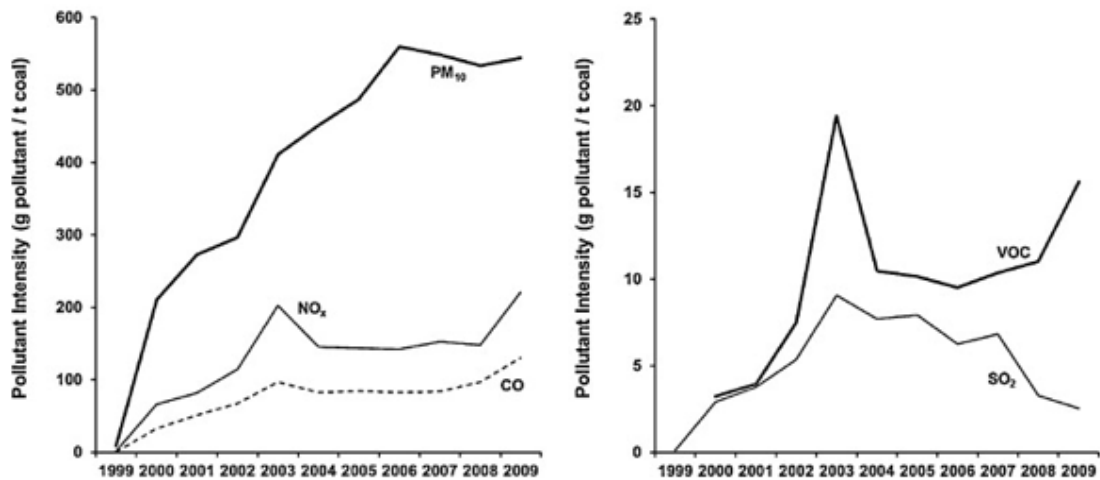 Pollutant Intensity (g pollutant / t coal)
600
500
400
300
200
100
0
PM₁₀
NOₓ
CO
1999 2000 2001 2002 2003 2004 2005 2006 2007 2008 2009
Pollutant Intensity (g pollutant / t coal)
25
20
15
10
5
0
VOC
SO₂
1999 2000 2001 2002 2003 2004 2005 2006 2007 2008 2009